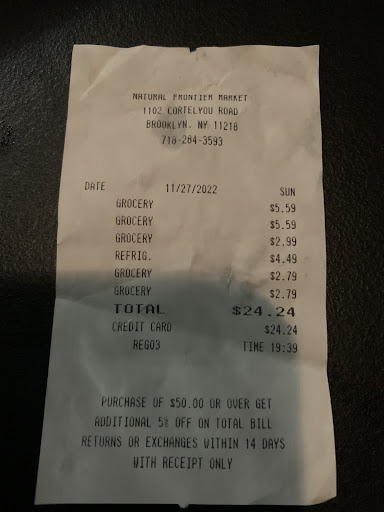 NATURAL FRONTIER MARKET
1102 CORTELYOU ROAD
BROOKLYN. NY 11218
718-284-3593
DATE 11/27/2022 SUN
GROCERY $5.59
GROCERY $5.59
GROCERY $2.99
REFRIG. $4.49
GROCERY $2.79
GROCERY $2.79
TOTAL $24.24
CREDIT CARD $24.24
REG03 TIME 19:39
PURCHASE OF $50.00 OR OVER GET
ADDITIONAL 5% OFF ON TOTAL BILL
RETURNS OR EXCHANGES WITHIN 14 DAYS
WITH RECEIPT ONLY